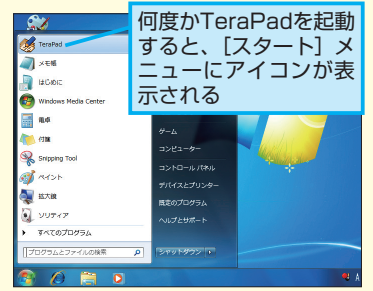 何度かTeraPadを起動
すると、［スタート］メ
ニューにアイコンが表
示される
TeraPad
メモ帳
はじめに
Windows Media Center
電卓
付箋
Snipping Tool
ペイント
拡大鏡
ソリティア
すべてのプログラム
プログラムとファイルの検索
ゲーム
コンピューター
コントロール パネル
デバイスとプリンター
既定のプログラム
ヘルプとサポート
シャットダウン
A